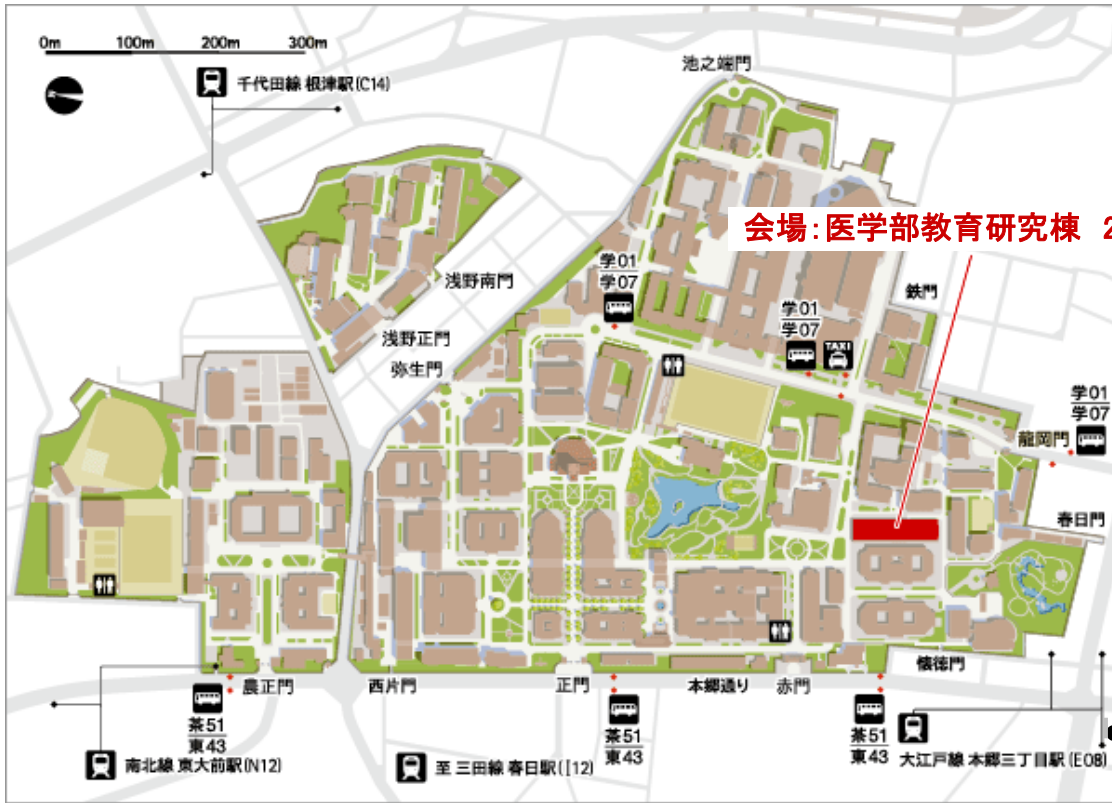 0m 100m 200m 300m
千代田線 根津駅(C14)
池之端門
会場：医学部教育研究棟 2
学01
学07
浅野南門
学01
学07
TAXI
鉄門
浅野正門
弥生門
学01
学07
龍岡門
春日門
懐徳門
農正門
西片門
正門
本郷通り
赤門
茶51
東43
茶51
東43
茶51
東43
南北線 東大前駅(N12)
至 三田線 春日駅(I12)
大江戸線 本郷三丁目駅(E08)